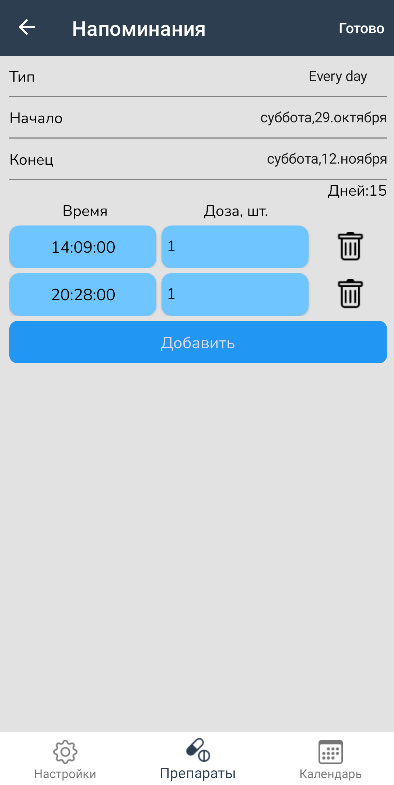 Напоминания Готово
Тип Every day
Начало суббота,29.октября
Конец суббота,12.ноября
Дней:15
Время Доза, шт.
14:09:00 1
20:28:00 1
Добавить
Настройки Препараты Календарь